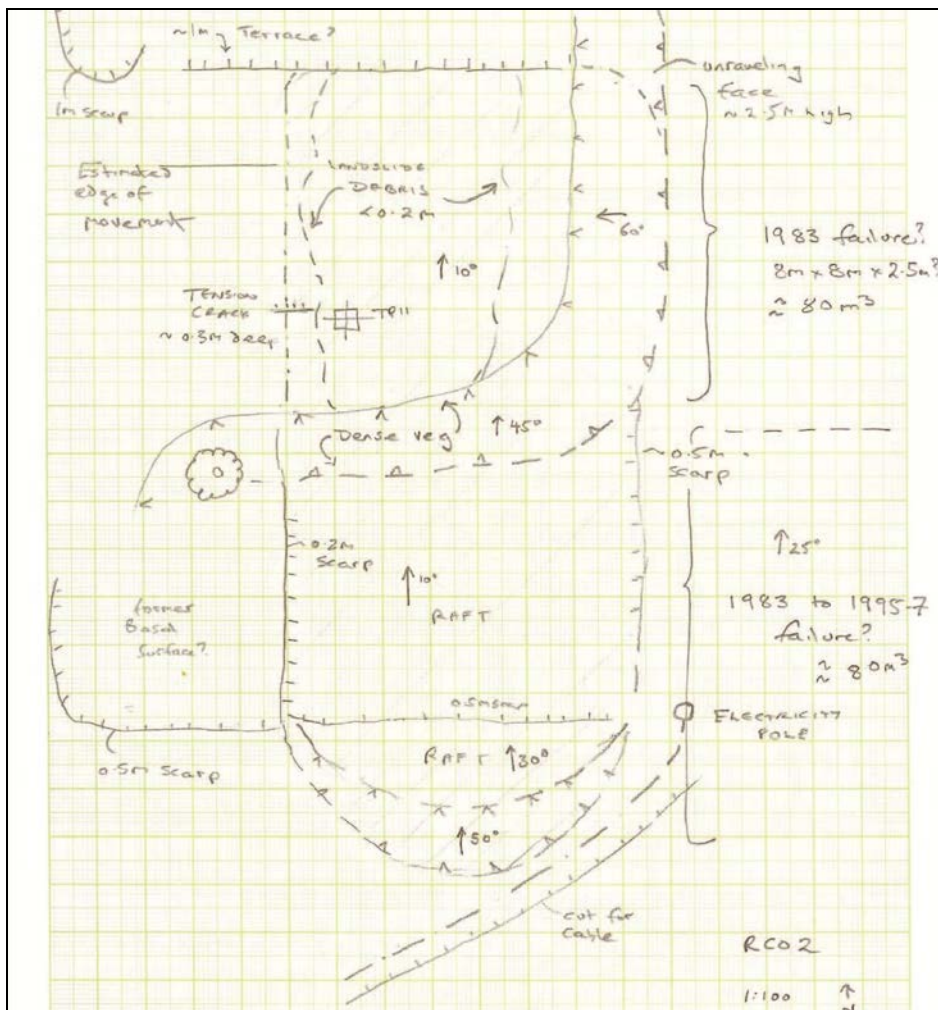 ~1m Terrace?
1m scarp
unraveling
face
~2.5m high
Estimated
edge of
movement
LANDSLIDE
DEBRIS
<0.2m
60°
10°
1983 failure?
8m x 8m x 2.5m?
≈ 80m³
TENSION
CRACK
~0.3m Deep
TP11
Dense veg
45°
~0.5m
scarp
~0.2m
scarp
10°
RAFT
25°
former
Basal
surface?
1983 to 1995-7
failure?
≈ 80m³
0.5m scarp
ELECTRICITY
POLE
0.5m scarp
RAFT 30°
50°
cut for
cable
RC02
1:100